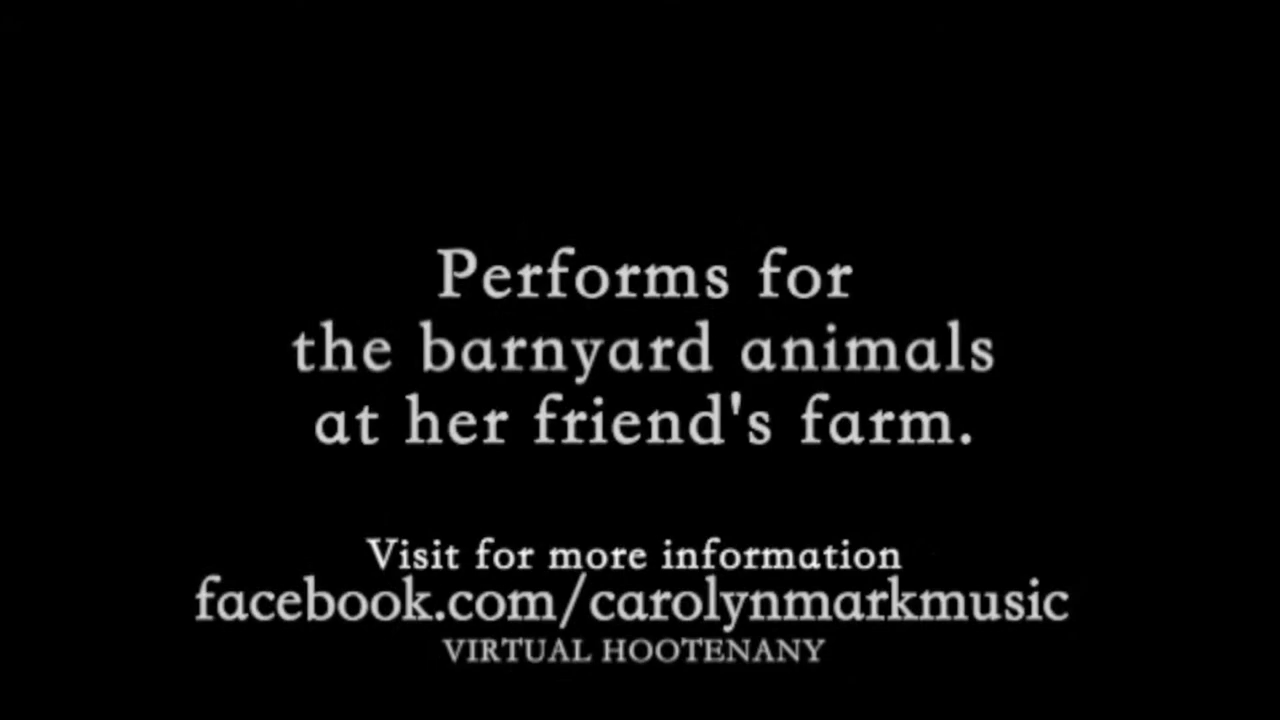 Performs for
the barnyard animals
at her friend's farm.
Visit for more information
facebook.com/carolynmarkmusic
VIRTUAL HOOTENANY